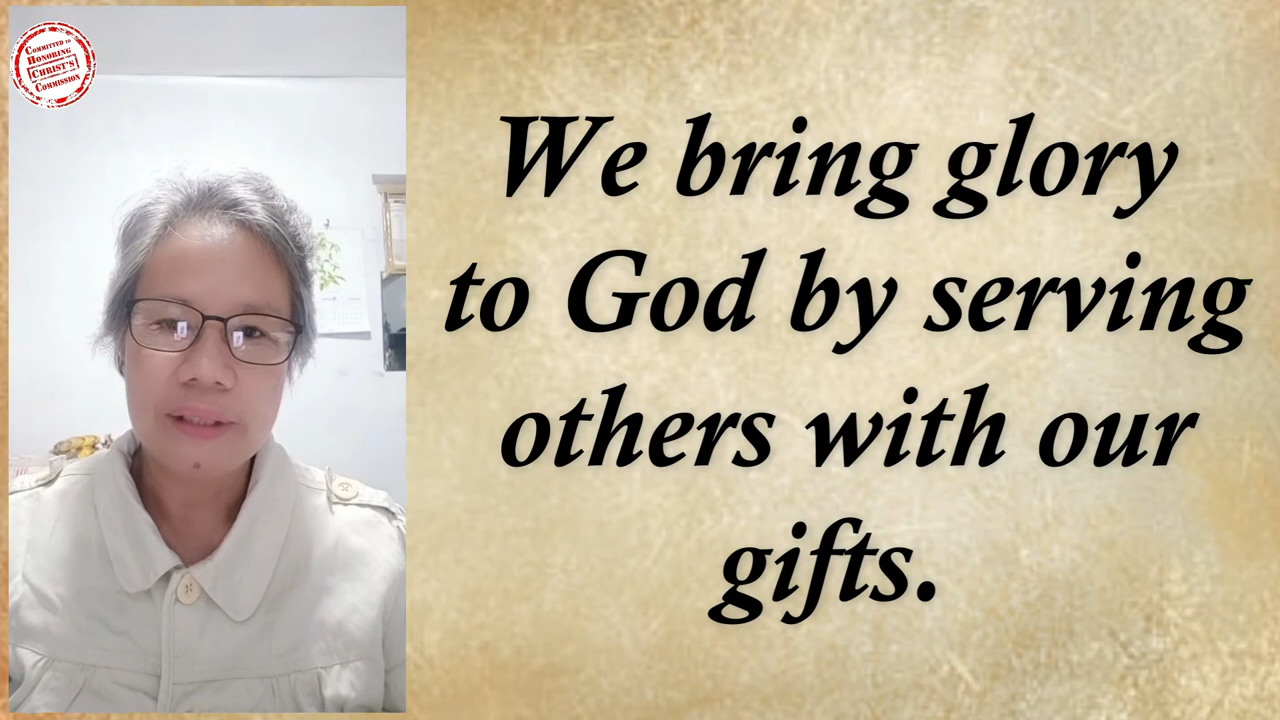 COMMITTED TO
HONORING
CHRIST'S
COMMISSION
We bring glory
to God by serving
others with our
gifts.